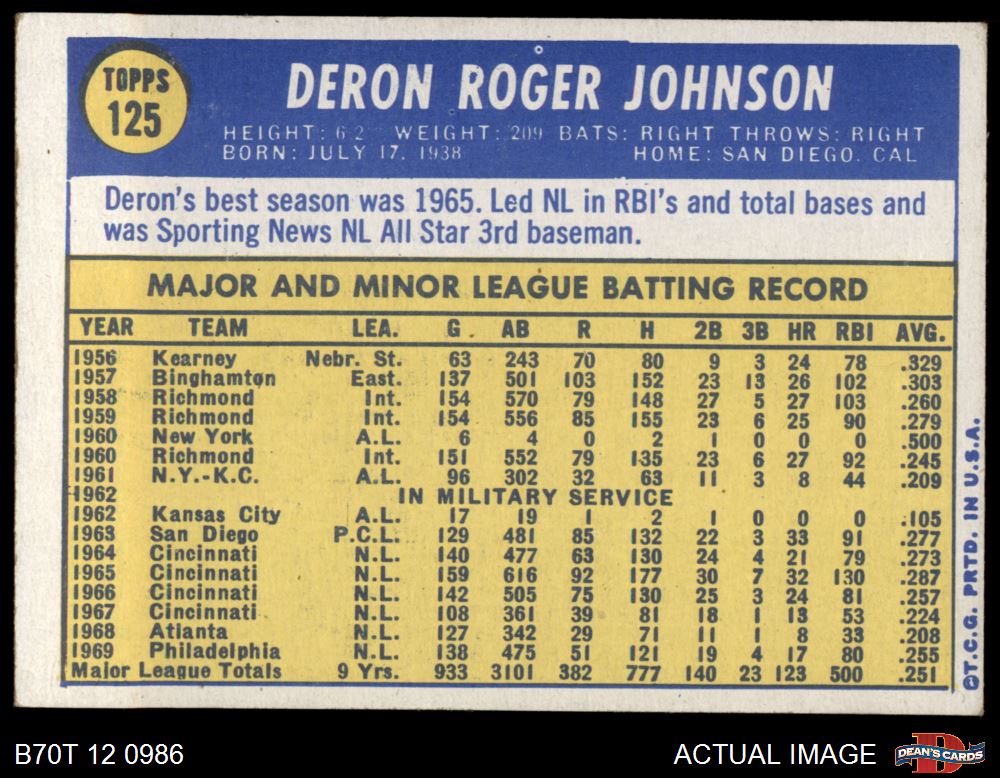 TOPPS
125
DERON ROGER JOHNSON
HEIGHT: 6 2 WEIGHT: 209 BATS: RIGHT THROWS: RIGHT
BORN: JULY 17, 1938 HOME: SAN DIEGO. CAL
Deron's best season was 1965. Led NL in RBI's and total bases and
was Sporting News NL All Star 3rd baseman.
MAJOR AND MINOR LEAGUE BATTING RECORD
YEAR TEAM LEA. G AB R H 2B 3B HR RBI AVG.
1956 Kearney Nebr. St. 63 243 70 80 9 3 24 78 .329
1957 Binghamton East. 137 501 103 152 23 13 26 102 .303
1958 Richmond Int. 154 570 79 148 27 5 27 103 .260
1959 Richmond Int. 154 556 85 155 23 6 25 90 .279
1960 New York A.L. 6 4 0 2 1 0 0 0 .500
1960 Richmond Int. 151 552 79 135 23 6 27 92 .245
1961 N.Y.-K.C. A.L. 96 302 32 63 11 3 8 44 .209
1962 IN MILITARY SERVICE
1962 Kansas City A.L. 17 19 1 2 1 0 0 0 .105
1963 San Diego P.C.L. 129 481 85 132 22 3 33 91 .277
1964 Cincinnati N.L. 140 477 63 130 24 4 21 79 .273
1965 Cincinnati N.L. 159 616 92 177 30 7 32 130 .287
1966 Cincinnati N.L. 142 505 75 130 25 3 24 81 .257
1967 Cincinnati N.L. 108 361 39 81 18 1 13 53 .224
1968 Atlanta N.L. 127 342 29 71 11 1 8 33 .208
1969 Philadelphia N.L. 138 475 51 121 19 4 17 80 .255
Major League Totals 9 Yrs. 933 3101 382 777 140 23 123 500 .251
©T.C.G. PRTD. IN U.S.A.
B70T 12 0986
ACTUAL IMAGE
DEAN'S CARDS